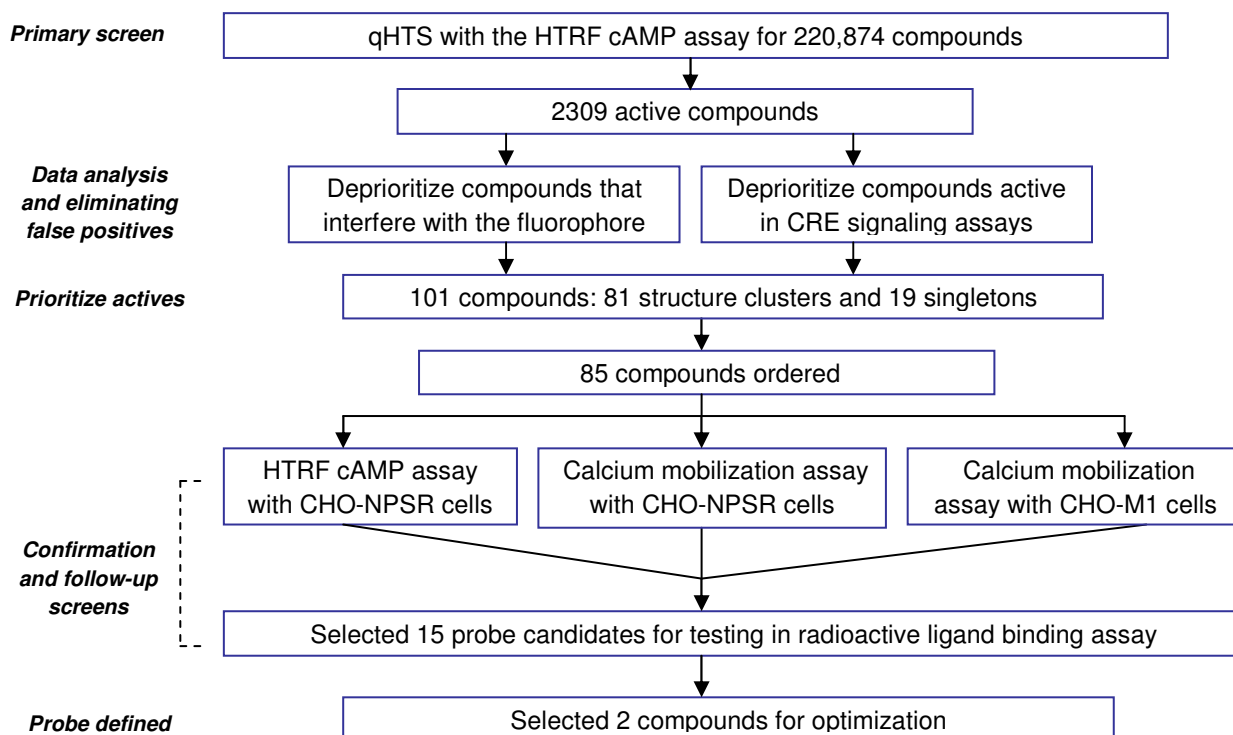 Primary screen
qHTS with the HTRF cAMP assay for 220,874 compounds
2309 active compounds
Data analysis
and eliminating
false positives
Deprioritize compounds that
interfere with the fluorophore
Deprioritize compounds active
in CRE signaling assays
Prioritize actives
101 compounds: 81 structure clusters and 19 singletons
85 compounds ordered
HTRF cAMP assay
with CHO-NPSR cells
Calcium mobilization assay
with CHO-NPSR cells
Calcium mobilization
assay with CHO-M1 cells
Confirmation
and follow-up
screens
Selected 15 probe candidates for testing in radioactive ligand binding assay
Probe defined
Selected 2 compounds for optimization